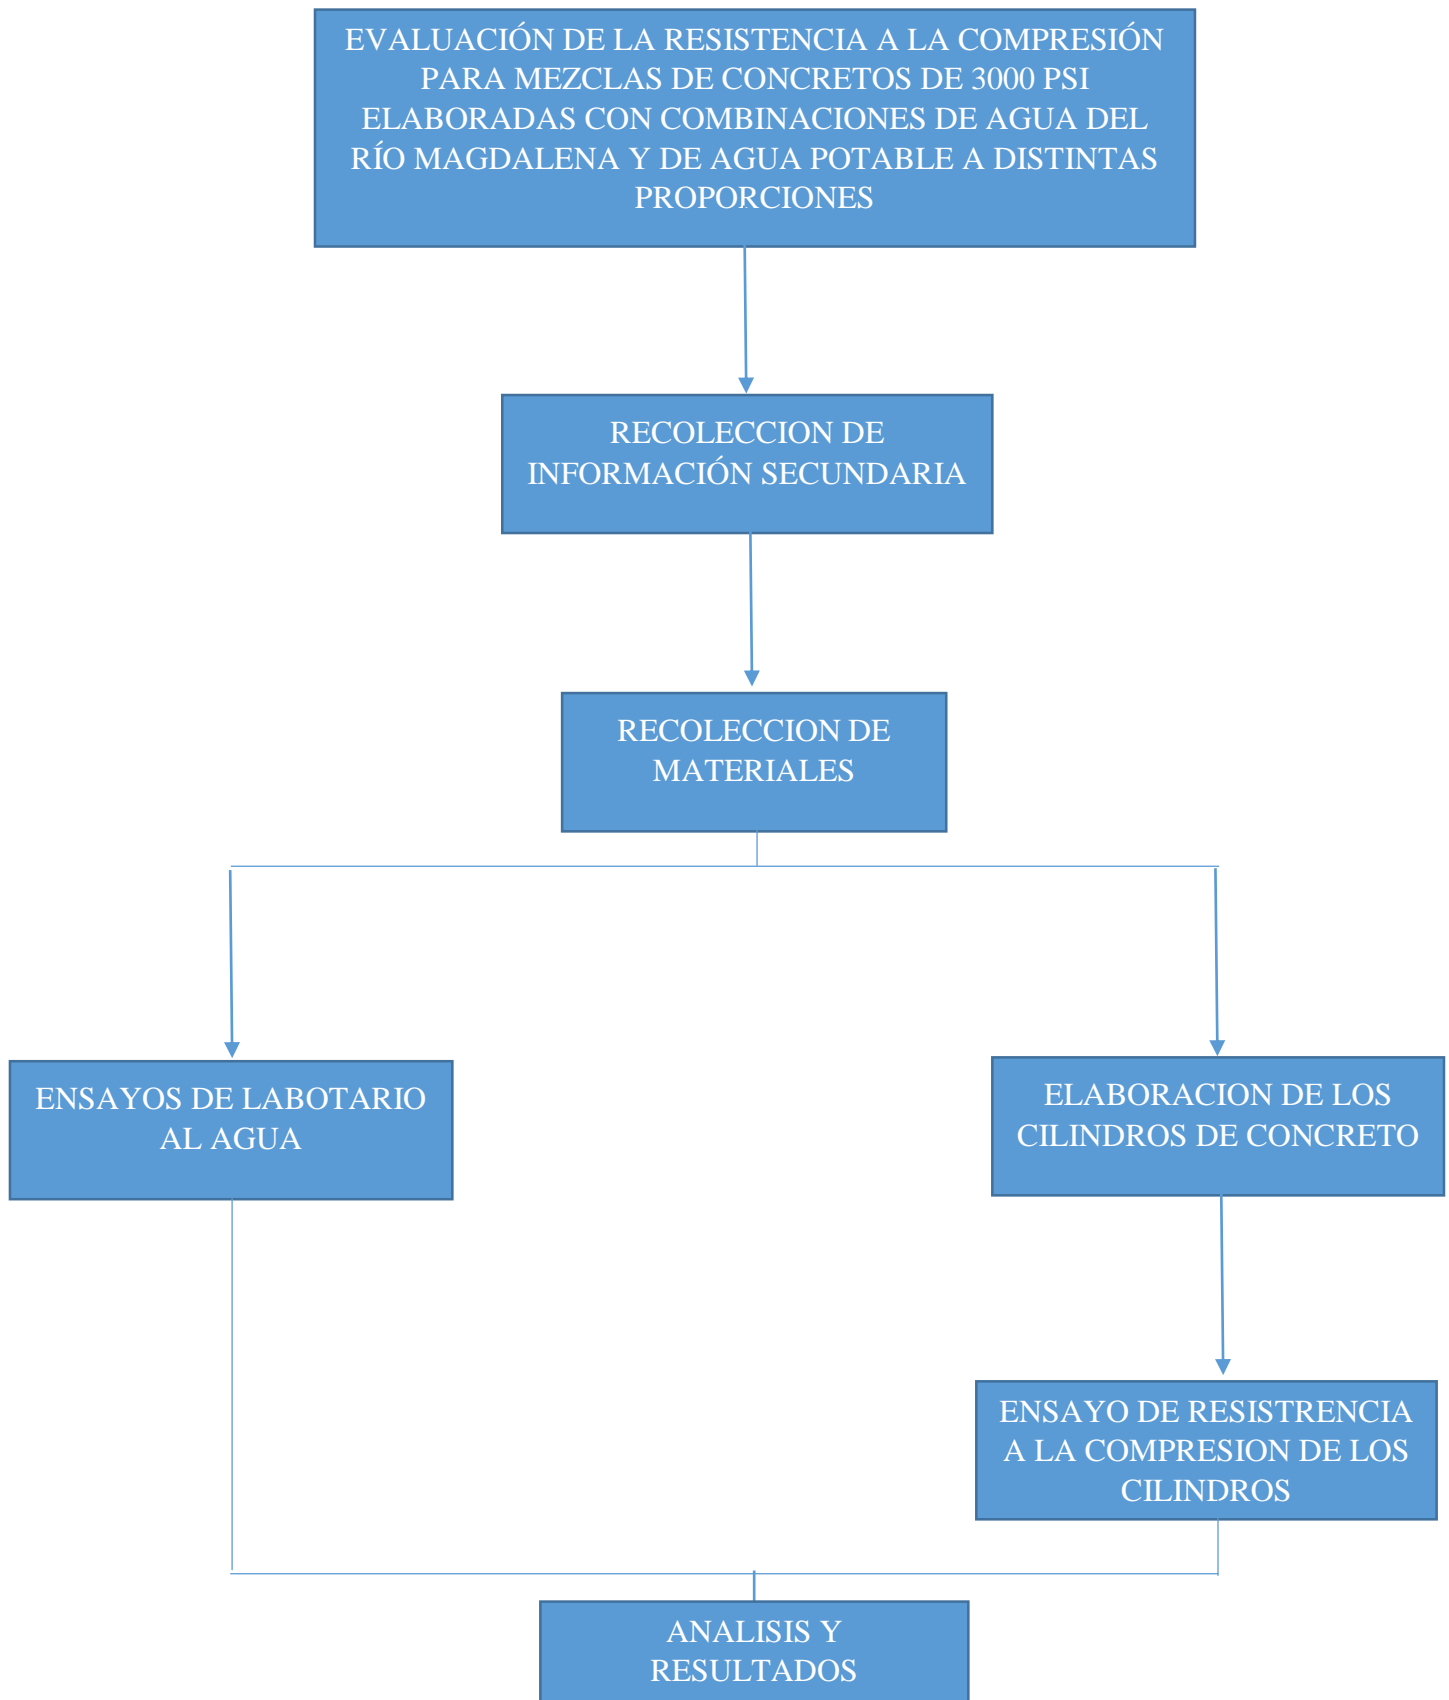 EVALUACIÓN DE LA RESISTENCIA A LA COMPRESIÓN
PARA MEZCLAS DE CONCRETOS DE 3000 PSI
ELABORADAS CON COMBINACIONES DE AGUA DEL
RÍO MAGDALENA Y DE AGUA POTABLE A DISTINTAS
PROPORCIONES
RECOLECCION DE
INFORMACIÓN SECUNDARIA
RECOLECCION DE
MATERIALES
ENSAYOS DE LABOTARIO
AL AGUA
ELABORACION DE LOS
CILINDROS DE CONCRETO
ENSAYO DE RESISTRENCIA
A LA COMPRESION DE LOS
CILINDROS
ANALISIS Y
RESULTADOS